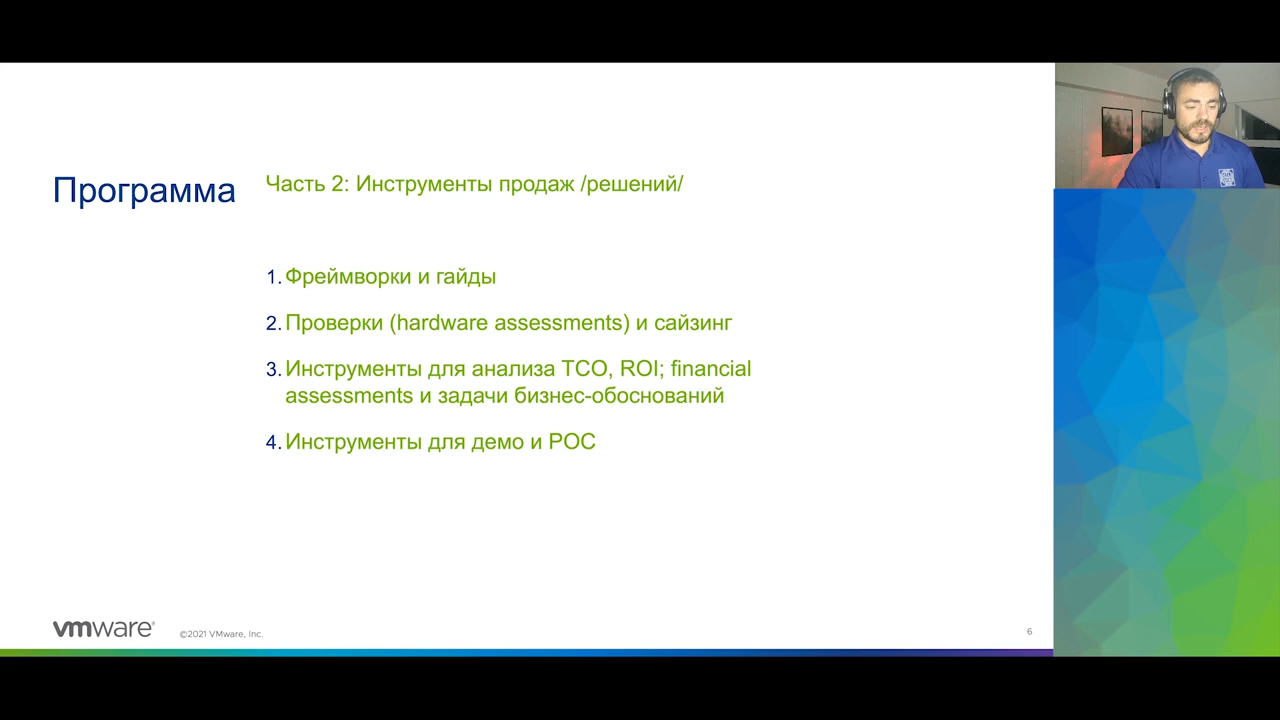 Программа
Часть 2: Инструменты продаж /решений/
1. Фреймворки и гайды
2. Проверки (hardware assessments) и сайзинг
3. Инструменты для анализа TCO, ROI; financial
assessments и задачи бизнес-обоснований
4. Инструменты для демо и POC
vmware®
©2021 VMware, Inc.
6